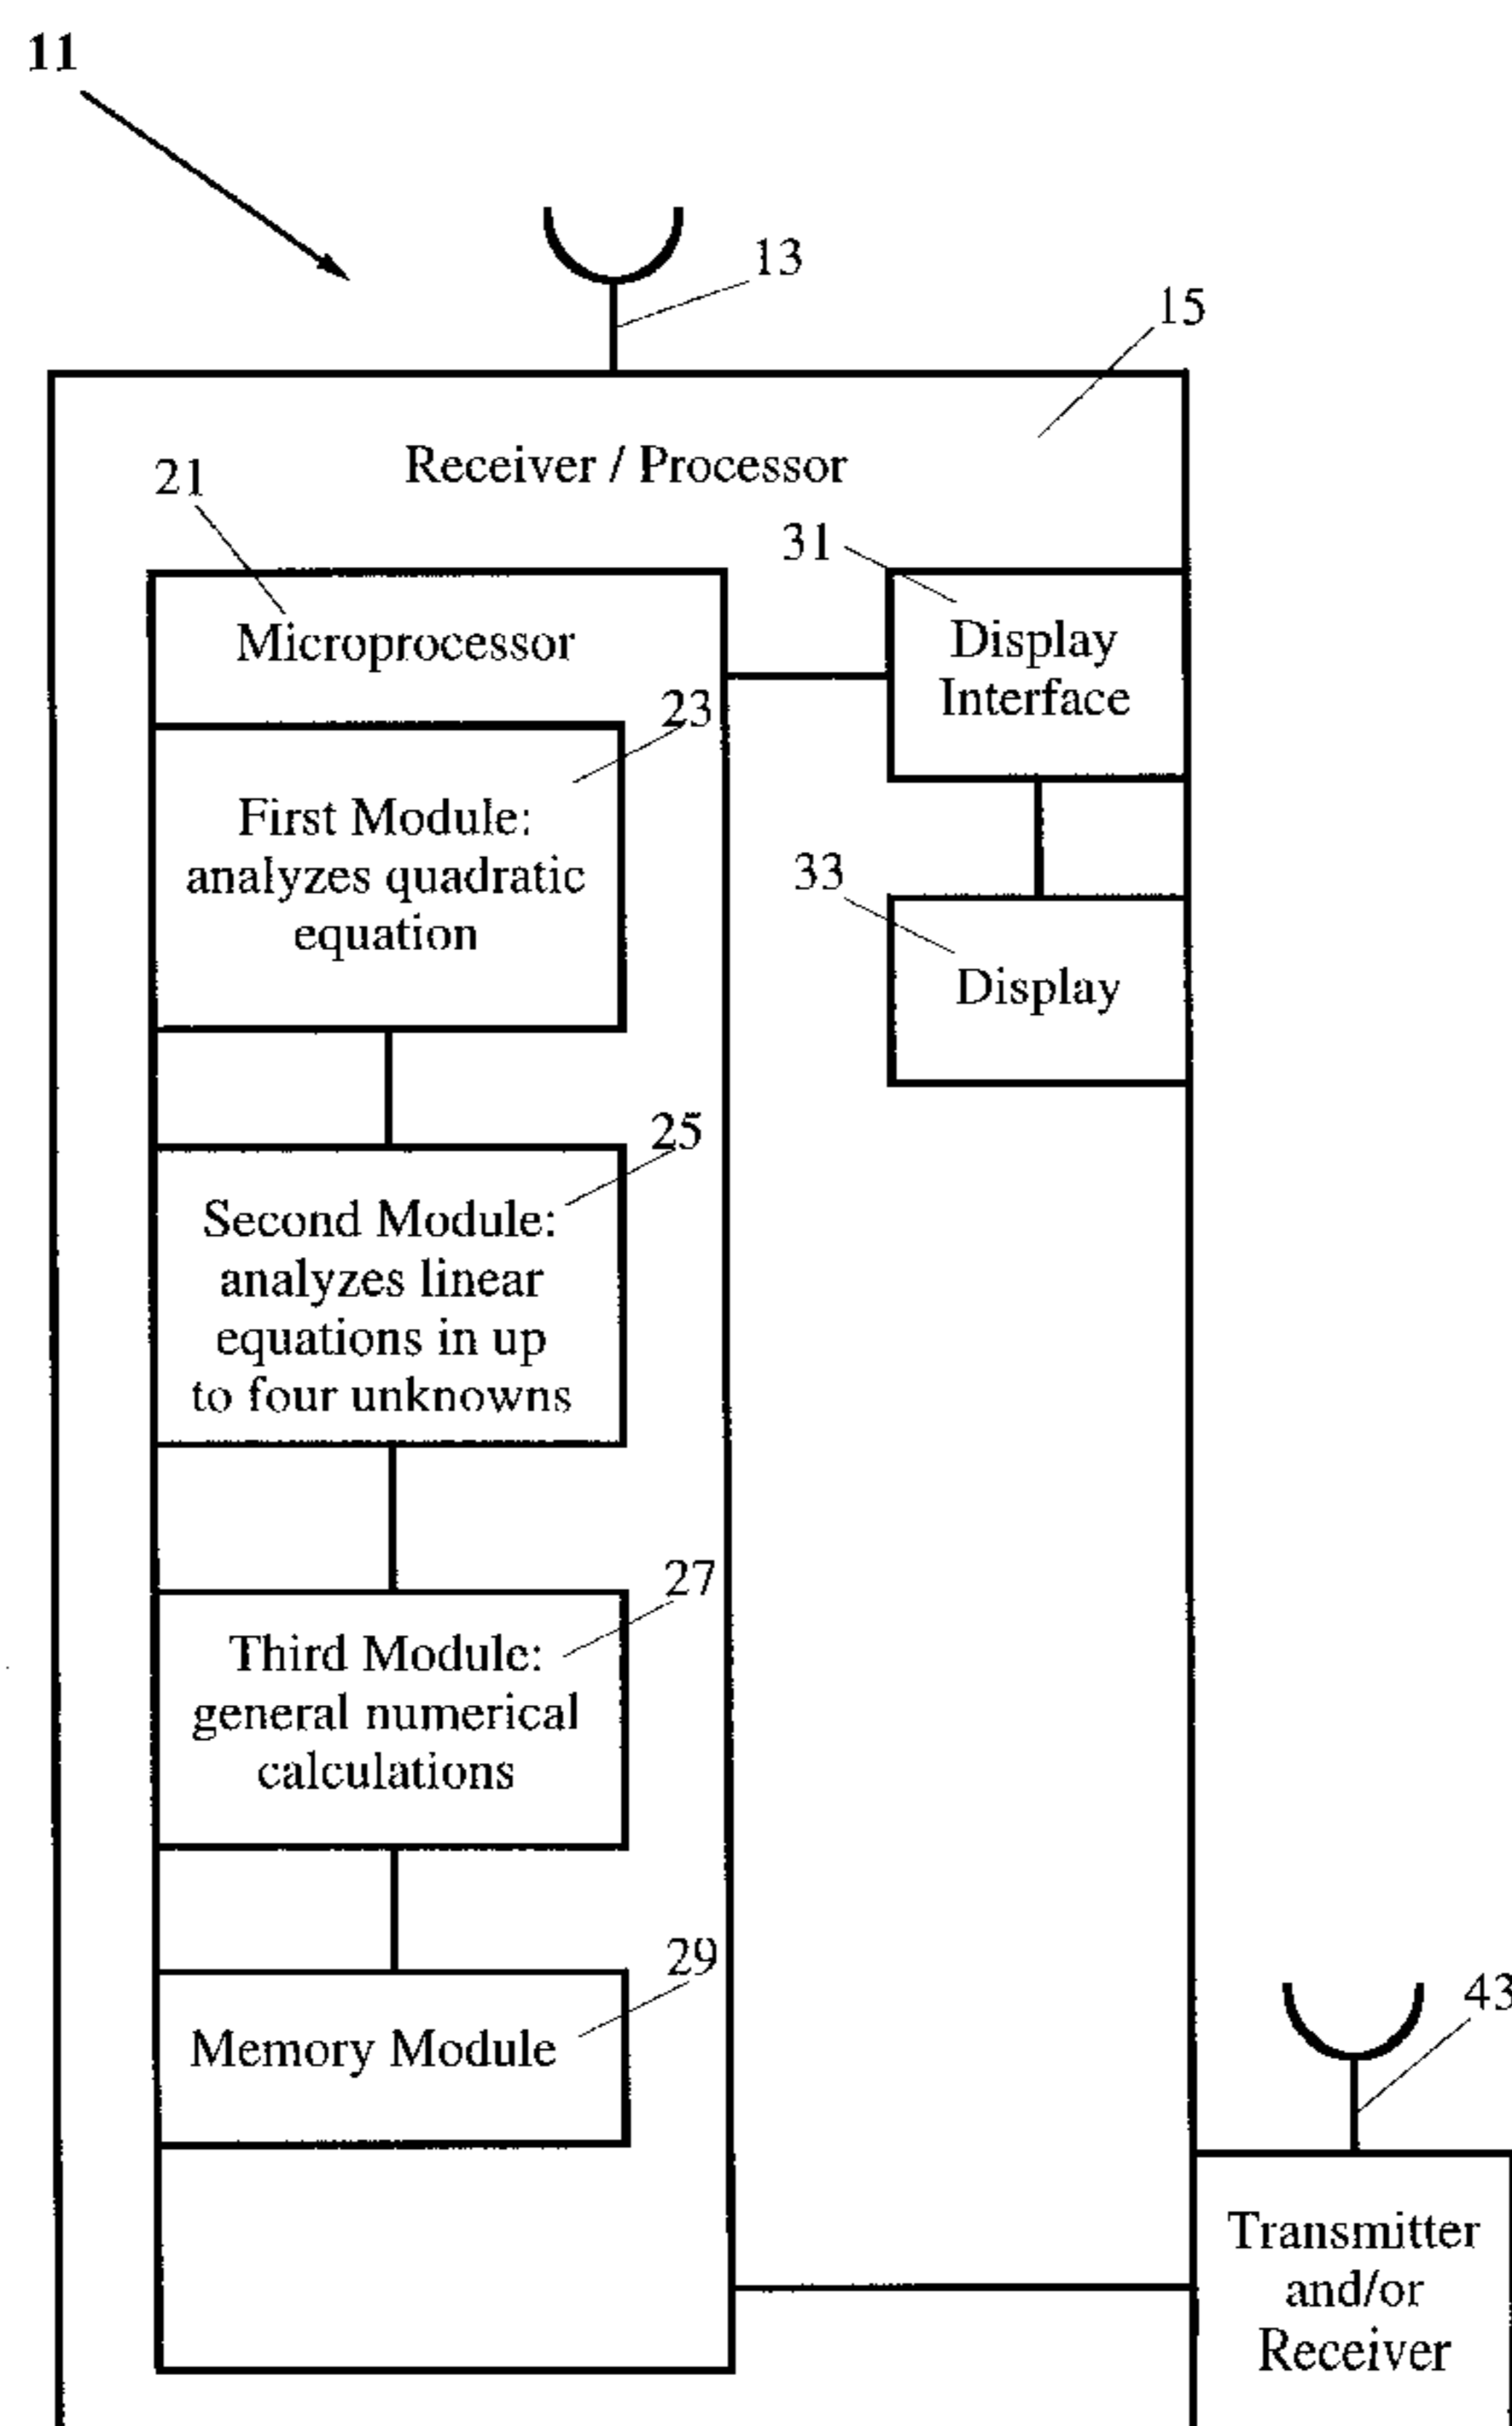 11
13
15
Receiver / Processor
21
31
Microprocessor
Display
Interface
23
First Module:
analyzes quadratic
equation
33
Display
25
Second Module:
analyzes linear
equations in up
to four unknowns
27
Third Module:
general numerical
calculations
29
Memory Module
43
Transmitter
and/or
Receiver